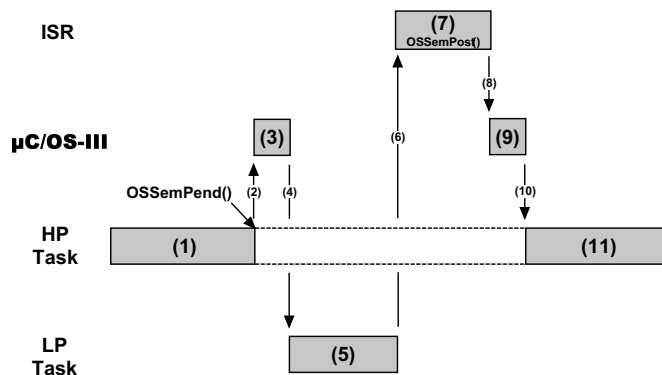 ISR
(7)
OSSemPost()
(8)
µC/OS-III
(3)
(6)
(9)
OSSemPend()
(2)
(4)
(10)
HP
Task
(1)
(11)
LP
Task
(5)